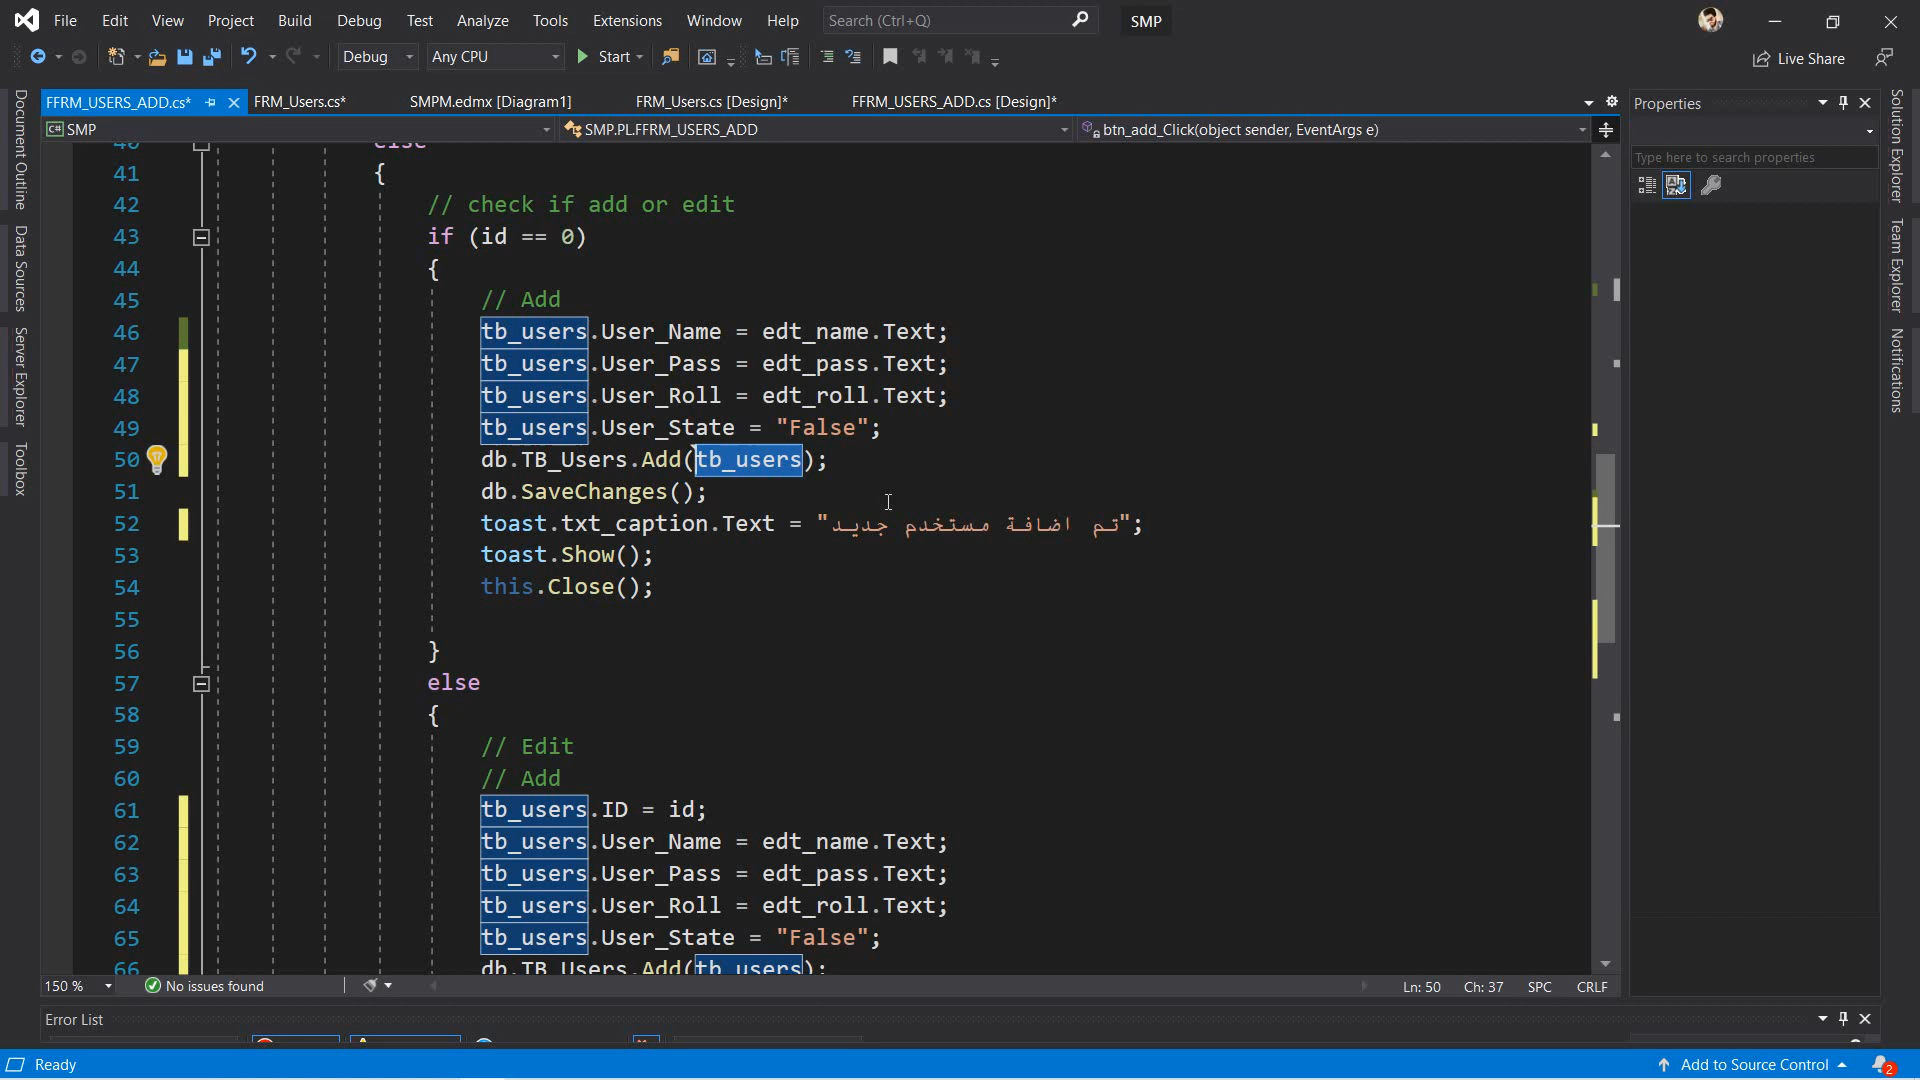 File Edit View Project Build Debug Test Analyze Tools Extensions Window Help Search (Ctrl+Q) SMP
Debug Any CPU Start Live Share
FFRM_USERS_ADD.cs* FRM_Users.cs* SMPM.edmx [Diagram1] FRM_Users.cs [Design]* FFRM_USERS_ADD.cs [Design]*
SMP SMP.PL.FFRM_USERS_ADD btn_add_Click(object sender, EventArgs e)
40 else
41 {
42 // check if add or edit
43 if (id == 0)
44 {
45 // Add
46 tb_users.User_Name = edt_name.Text;
47 tb_users.User_Pass = edt_pass.Text;
48 tb_users.User_Roll = edt_roll.Text;
49 tb_users.User_State = "False";
50 db.TB_Users.Add(tb_users);
51 db.SaveChanges();
52 toast.txt_caption.Text = "تم اضافة مستخدم جديد";
53 toast.Show();
54 this.Close();
55
56 }
57 else
58 {
59 // Edit
60 // Add
61 tb_users.ID = id;
62 tb_users.User_Name = edt_name.Text;
63 tb_users.User_Pass = edt_pass.Text;
64 tb_users.User_Roll = edt_roll.Text;
65 tb_users.User_State = "False";
66 db.TB_Users.Add(tb_users);
150 % No issues found Ln: 50 Ch: 37 SPC CRLF
Error List
Ready Add to Source Control 2
Document Outline
Data Sources
Server Explorer
Toolbox
Properties
Type here to search properties
Solution Explorer
Team Explorer
Notifications